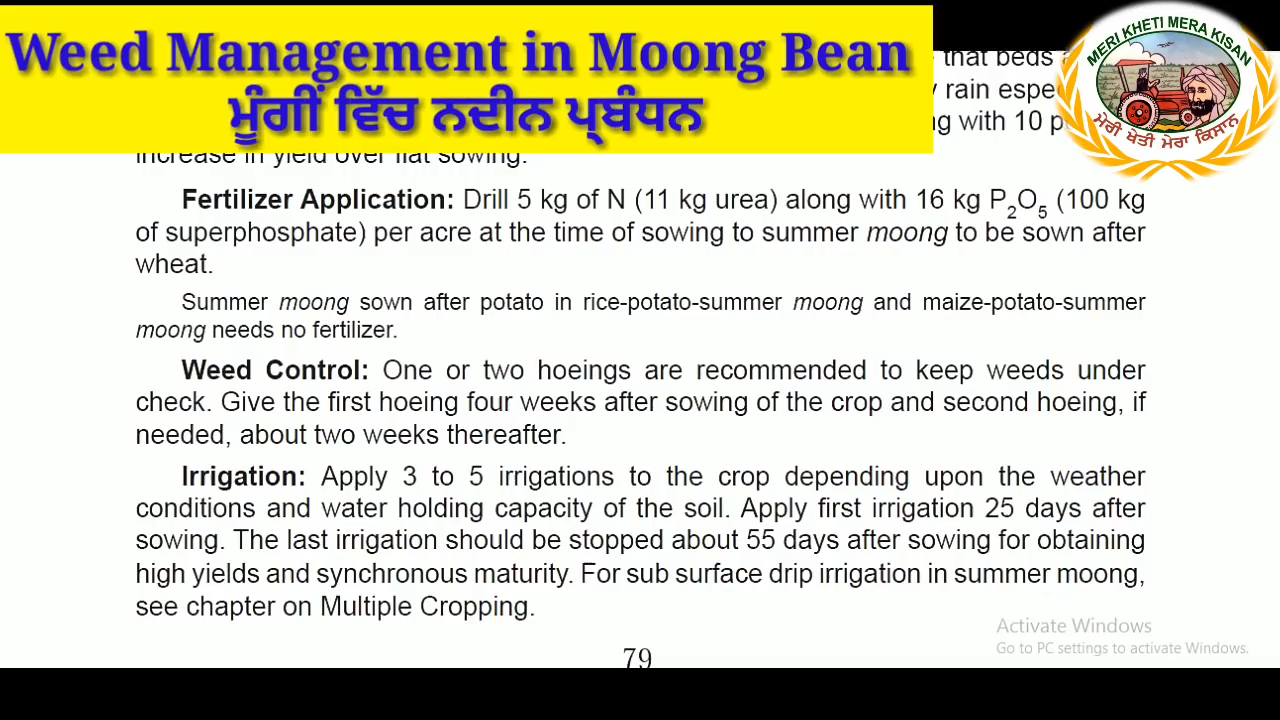 Weed Management in Moong Bean
ਮੂੰਗੀਂ ਵਿੱਚ ਨਦੀਨ ਪ੍ਰਬੰਧਨ
MERI KHETI MERA KISAN
ਮੇਰੀ ਖੇਤੀ ਮੇਰਾ ਕਿਸਾਨ
that beds
rain
with 10
increase in yield over flat sowing.
Fertilizer Application: Drill 5 kg of N (11 kg urea) along with 16 kg P2O5 (100 kg
of superphosphate) per acre at the time of sowing to summer moong to be sown after
wheat.
Summer moong sown after potato in rice-potato-summer moong and maize-potato-summer
moong needs no fertilizer.
Weed Control: One or two hoeings are recommended to keep weeds under
check. Give the first hoeing four weeks after sowing of the crop and second hoeing, if
needed, about two weeks thereafter.
Irrigation: Apply 3 to 5 irrigations to the crop depending upon the weather
conditions and water holding capacity of the soil. Apply first irrigation 25 days after
sowing. The last irrigation should be stopped about 55 days after sowing for obtaining
high yields and synchronous maturity. For sub surface drip irrigation in summer moong,
see chapter on Multiple Cropping.
Activate Windows
Go to PC settings to activate Windows.
79